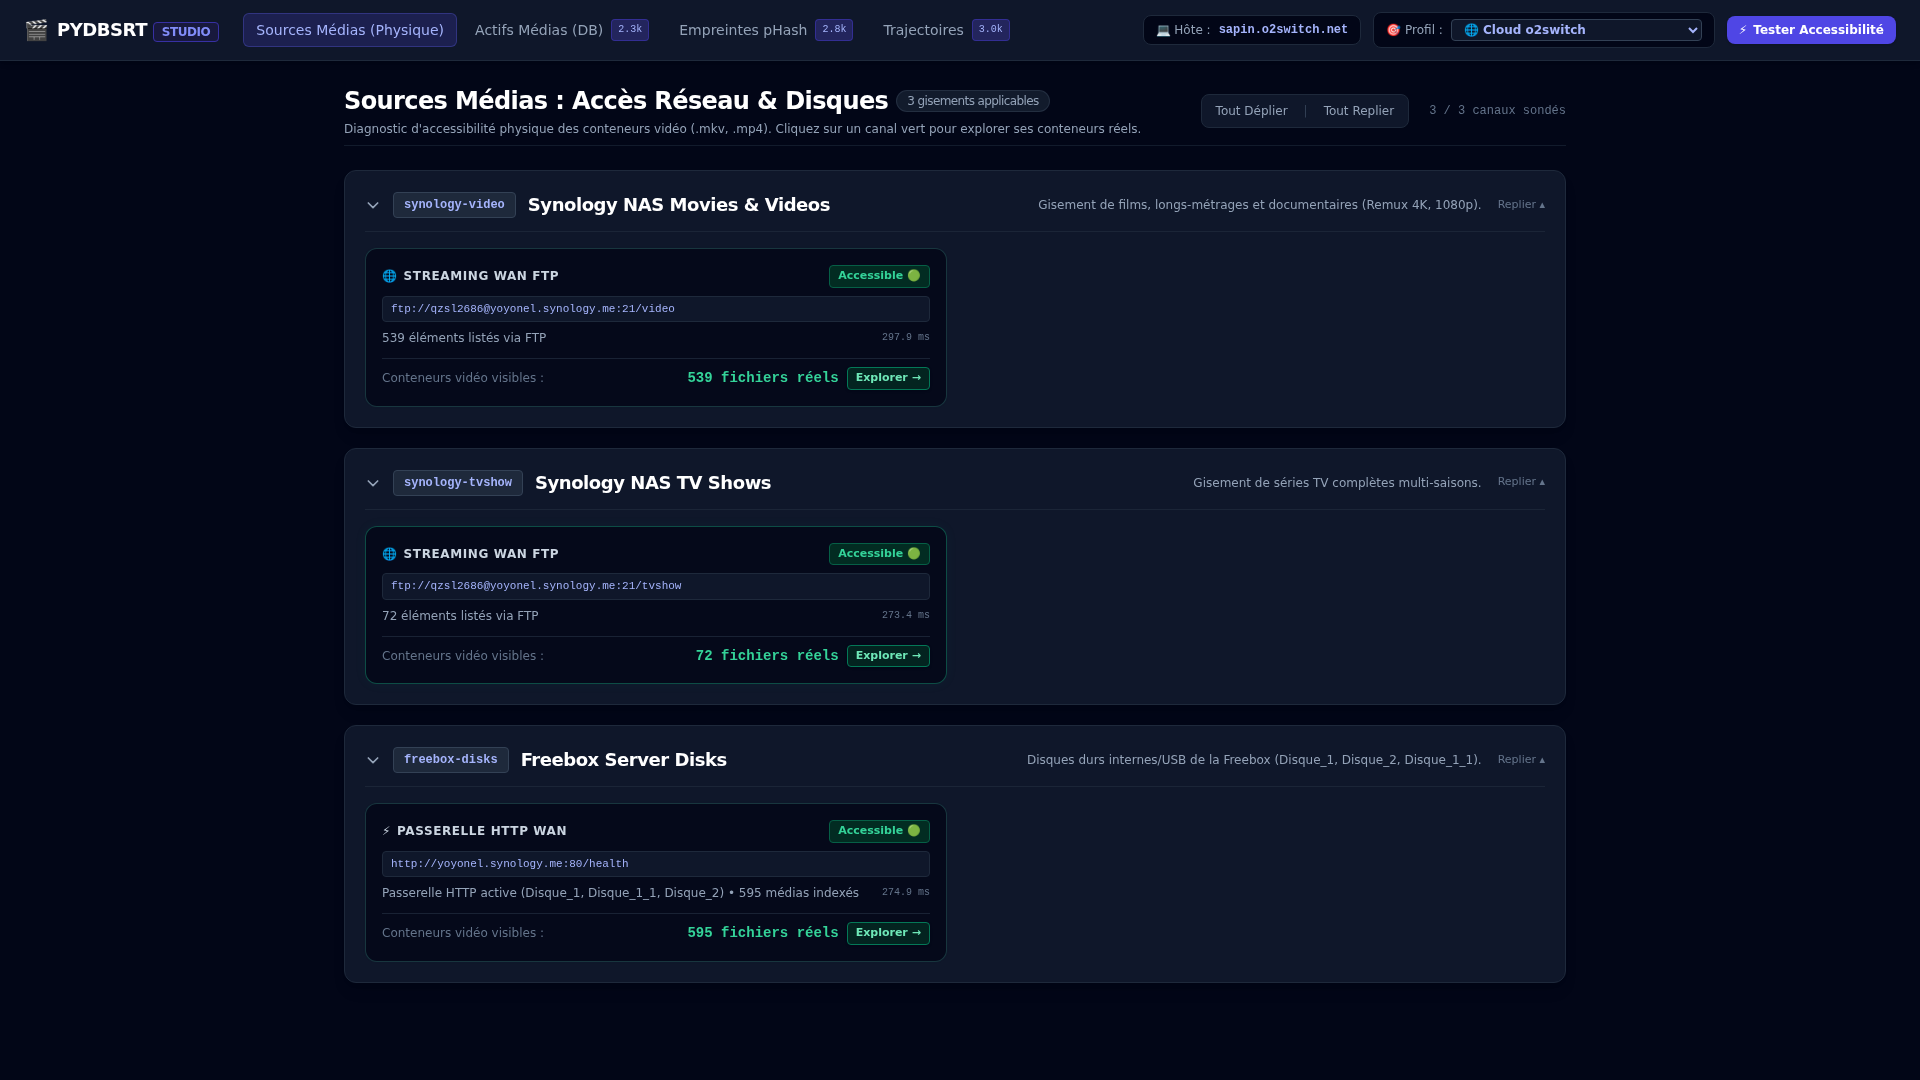 🎬 PYDBSRT STUDIO
Sources Médias (Physique)
Actifs Médias (DB) 2.3k
Empreintes pHash 2.8k
Trajectoires 3.0k
💻 Hôte : sapin.o2switch.net
🎯 Profil : 🌐 Cloud o2switch
⚡ Tester Accessibilité
Sources Médias : Accès Réseau & Disques 3 gisements applicables
Diagnostic d'accessibilité physique des conteneurs vidéo (.mkv, .mp4). Cliquez sur un canal vert pour explorer ses conteneurs réels.
Tout Déplier | Tout Replier
3 / 3 canaux sondés
synology-video Synology NAS Movies & Videos
Gisement de films, longs-métrages et documentaires (Remux 4K, 1080p). Replier ▴
🌐 STREAMING WAN FTP
Accessible 🟢
ftp://qzsl2686@yoyonel.synology.me:21/video
539 éléments listés via FTP 297.9 ms
Conteneurs vidéo visibles : 539 fichiers réels Explorer →
synology-tvshow Synology NAS TV Shows
Gisement de séries TV complètes multi-saisons. Replier ▴
🌐 STREAMING WAN FTP
Accessible 🟢
ftp://qzsl2686@yoyonel.synology.me:21/tvshow
72 éléments listés via FTP 273.4 ms
Conteneurs vidéo visibles : 72 fichiers réels Explorer →
freebox-disks Freebox Server Disks
Disques durs internes/USB de la Freebox (Disque_1, Disque_2, Disque_1_1). Replier ▴
⚡ PASSERELLE HTTP WAN
Accessible 🟢
http://yoyonel.synology.me:80/health
Passerelle HTTP active (Disque_1, Disque_1_1, Disque_2) • 595 médias indexés 274.9 ms
Conteneurs vidéo visibles : 595 fichiers réels Explorer →